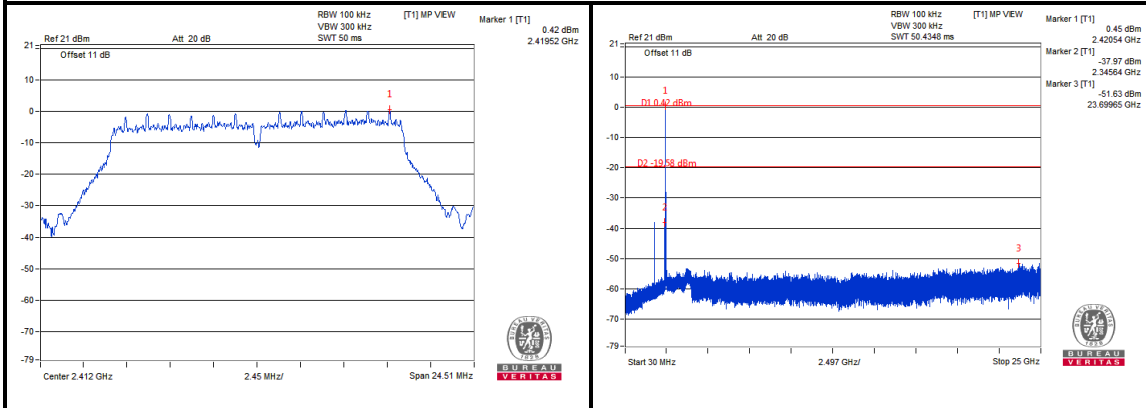 RBW 100 kHz [T1] MP VIEW
VBW 300 kHz
Ref 21 dBm Att 20 dB SWT 50 ms
Marker 1 [T1]
0.42 dBm
2.41952 GHz
21
Offset 11 dB
10
0
-10
-20
-30
-40
-50
-60
-70
-79
1
Center 2.412 GHz 2.45 MHz/ Span 24.51 MHz
BUREAU VERITAS
1828
BUREAU
VERITAS
RBW 100 kHz [T1] MP VIEW
VBW 300 kHz
Ref 21 dBm Att 20 dB SWT 50.4348 ms
Marker 1 [T1]
0.45 dBm
2.42054 GHz
Marker 2 [T1]
-37.97 dBm
2.34564 GHz
Marker 3 [T1]
-51.63 dBm
23.69965 GHz
21
Offset 11 dB
10
0
-10
-20
-30
-40
-50
-60
-70
-79
1
D1 0.42 dBm
D2 -19.58 dBm
2
3
Start 30 MHz 2.497 GHz/ Stop 25 GHz
BUREAU VERITAS
1828
BUREAU
VERITAS